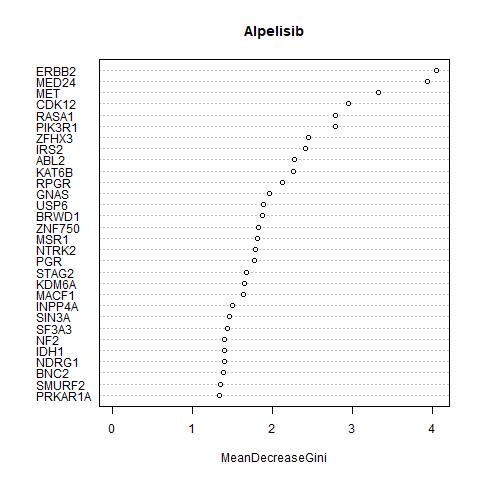 Alpelisib
ERBB2
MED24
MET
CDK12
RASA1
PIK3R1
ZFHX3
IRS2
ABL2
KAT6B
RPGR
GNAS
USP6
BRWD1
ZNF750
MSR1
NTRK2
PGR
STAG2
KDM6A
MACF1
INPP4A
SIN3A
SF3A3
NF2
IDH1
NDRG1
BNC2
SMURF2
PRKAR1A
0 1 2 3 4
MeanDecreaseGini